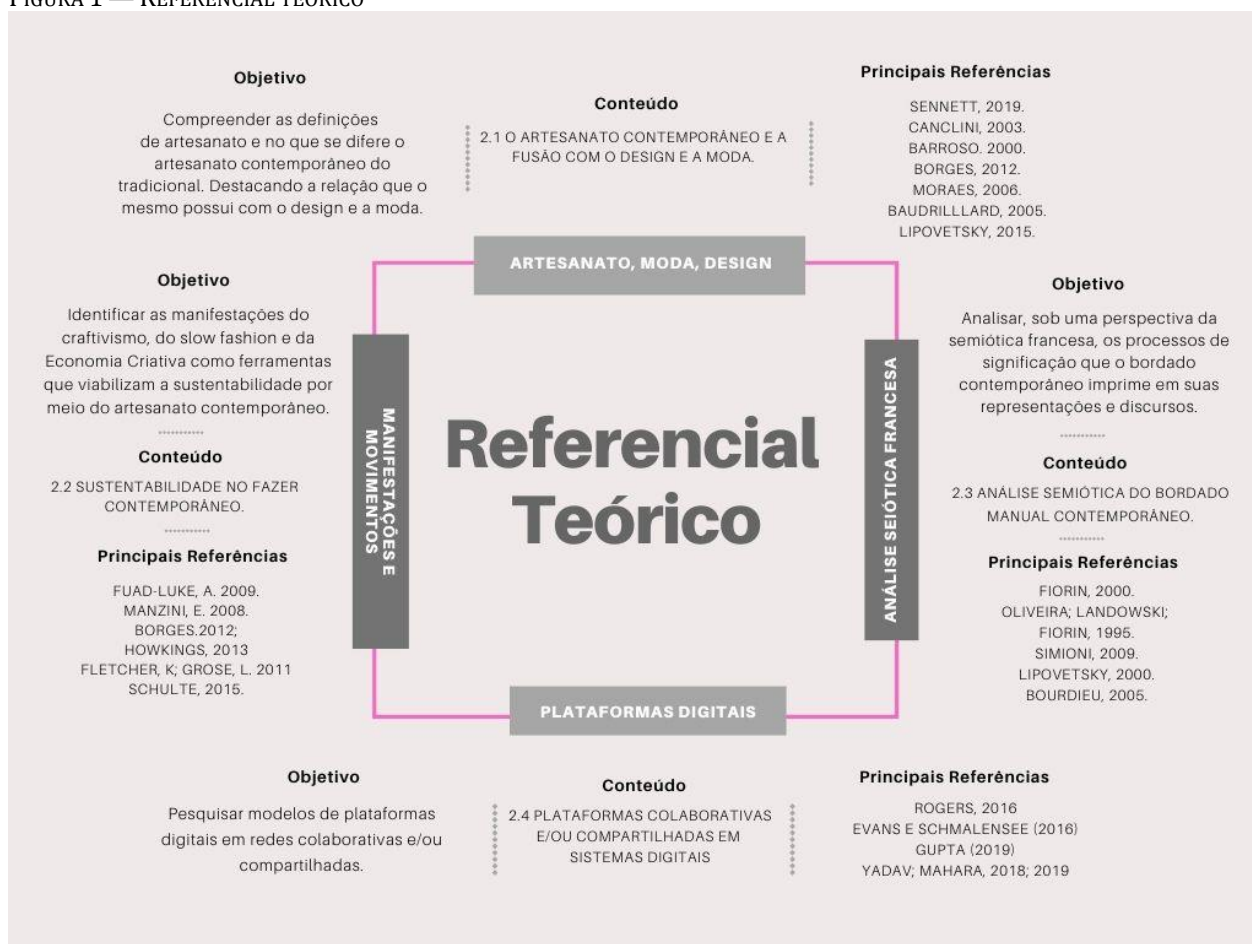 FIGURA 1 — REFERENCIAL TEÓRICO
Objetivo
Compreender as definições
de artesanato e no que se difere o
artesanato contemporâneo do
tradicional. Destacando a relação que o
mesmo possui com o design e a moda.
Conteúdo
2.1 O ARTESANATO CONTEMPORÂNEO E A
FUSÃO COM O DESIGN E A MODA.
Principais Referências
SENNETT, 2019.
CANCLINI, 2003.
BARROSO. 2000.
BORGES, 2012.
MORAES, 2006.
BAUDRILLLARD, 2005.
LIPOVETSKY, 2015.
ARTESANATO, MODA, DESIGN
Objetivo
Identificar as manifestações do
craftivismo, do slow fashion e da
Economia Criativa como ferramentas
que viabilizam a sustentabilidade por
meio do artesanato contemporâneo.
Conteúdo
2.2 SUSTENTABILIDADE NO FAZER
CONTEMPORÂNEO.
Principais Referências
FUAD-LUKE, A. 2009.
MANZINI, E. 2008.
BORGES.2012;
HOWKINGS, 2013
FLETCHER, K; GROSE, L. 2011
SCHULTE, 2015.
MANIFESTAÇÕES E
MOVIMENTOS
Referencial
Teórico
ANÁLISE SEIÓTICA FRANCESA
Objetivo
Analisar, sob uma perspectiva da
semiótica francesa, os processos de
significação que o bordado
contemporâneo imprime em suas
representações e discursos.
Conteúdo
2.3 ANÁLISE SEMIÓTICA DO BORDADO
MANUAL CONTEMPORÂNEO.
Principais Referências
FIORIN, 2000.
OLIVEIRA; LANDOWSKI;
FIORIN, 1995.
SIMIONI, 2009.
LIPOVETSKY, 2000.
BOURDIEU, 2005.
PLATAFORMAS DIGITAIS
Objetivo
Pesquisar modelos de plataformas
digitais em redes colaborativas e/ou
compartilhadas.
Conteúdo
2.4 PLATAFORMAS COLABORATIVAS
E/OU COMPARTILHADAS EM
SISTEMAS DIGITAIS
Principais Referências
ROGERS, 2016
EVANS E SCHMALENSEE (2016)
GUPTA (2019)
YADAV; MAHARA, 2018; 2019